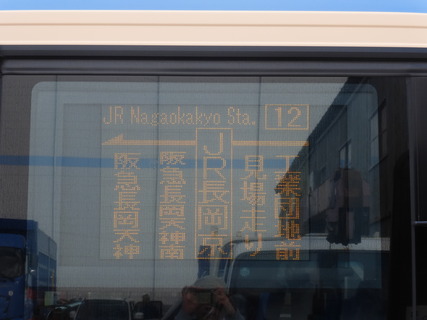 JR Nagaokakyo Sta. 12
阪急長岡天神
阪急長岡天神南
JR長岡京
見場走り
工業団地前